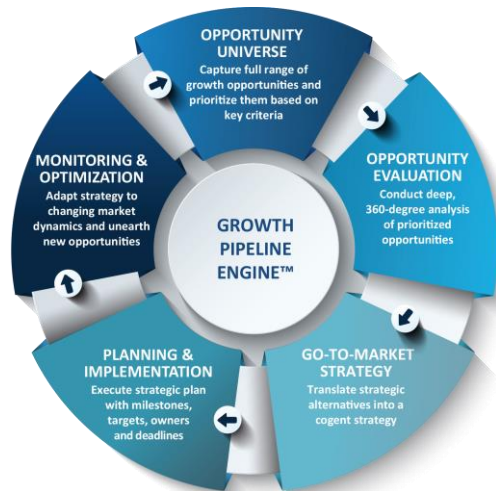 OPPORTUNITY
UNIVERSE
Capture full range of
growth opportunities and
prioritize them based on
key criteria
OPPORTUNITY
EVALUATION
Conduct deep,
360-degree analysis
of prioritized
opportunities
GO-TO-MARKET
STRATEGY
Translate strategic
alternatives into a
cogent strategy
PLANNING &
IMPLEMENTATION
Execute strategic plan
with milestones,
targets, owners
and deadlines
MONITORING &
OPTIMIZATION
Adapt strategy to
changing market
dynamics and unearth
new opportunities
GROWTH
PIPELINE
ENGINE™